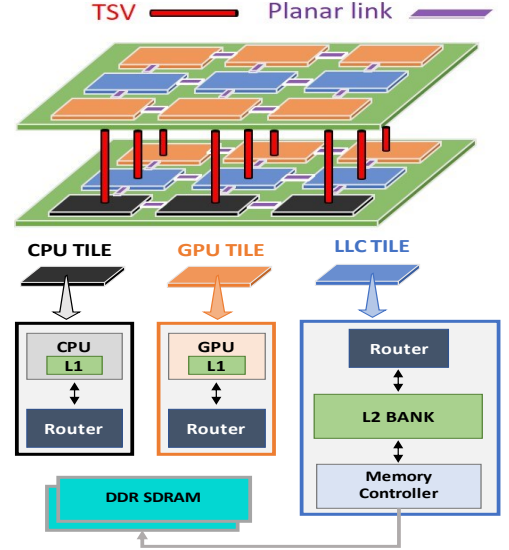 TSV
Planar link
CPU TILE
GPU TILE
LLC TILE
CPU
L1
Router
GPU
L1
Router
Router
L2 BANK
Memory
Controller
DDR SDRAM